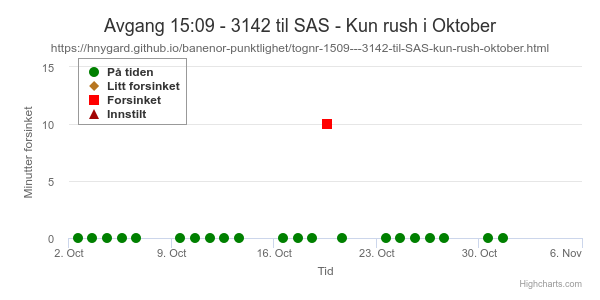 Avgang 15:09 - 3142 til SAS - Kun rush i Oktober
https://hnygard.github.io/banenor-punktlighet/tognr-1509---3142-til-SAS-kun-rush-oktober.html
På tiden
Litt forsinket
Forsinket
Innstilt
Minutter forsinket
15
10
5
0
2. Oct 9. Oct 16. Oct 23. Oct 30. Oct 6. Nov
Tid
Highcharts.com